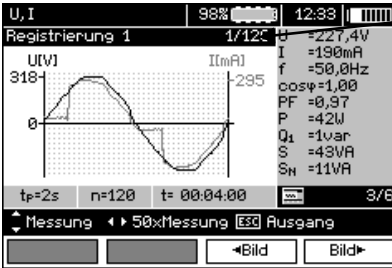 U,I 98% 12:33
Registrierung 1 1/120
U =227,4V
I =190mA
f =50,0Hz
cosφ=1,00
PF =0,97
P =42W
Q₁ =1var
S =43VA
Sɴ =11VA
U[V] I[mA]
318 295
0
tₚ=2s n=120 t= 00:04:00 3/6
Messung 50xMessung ESC Ausgang
◄Bild Bild►